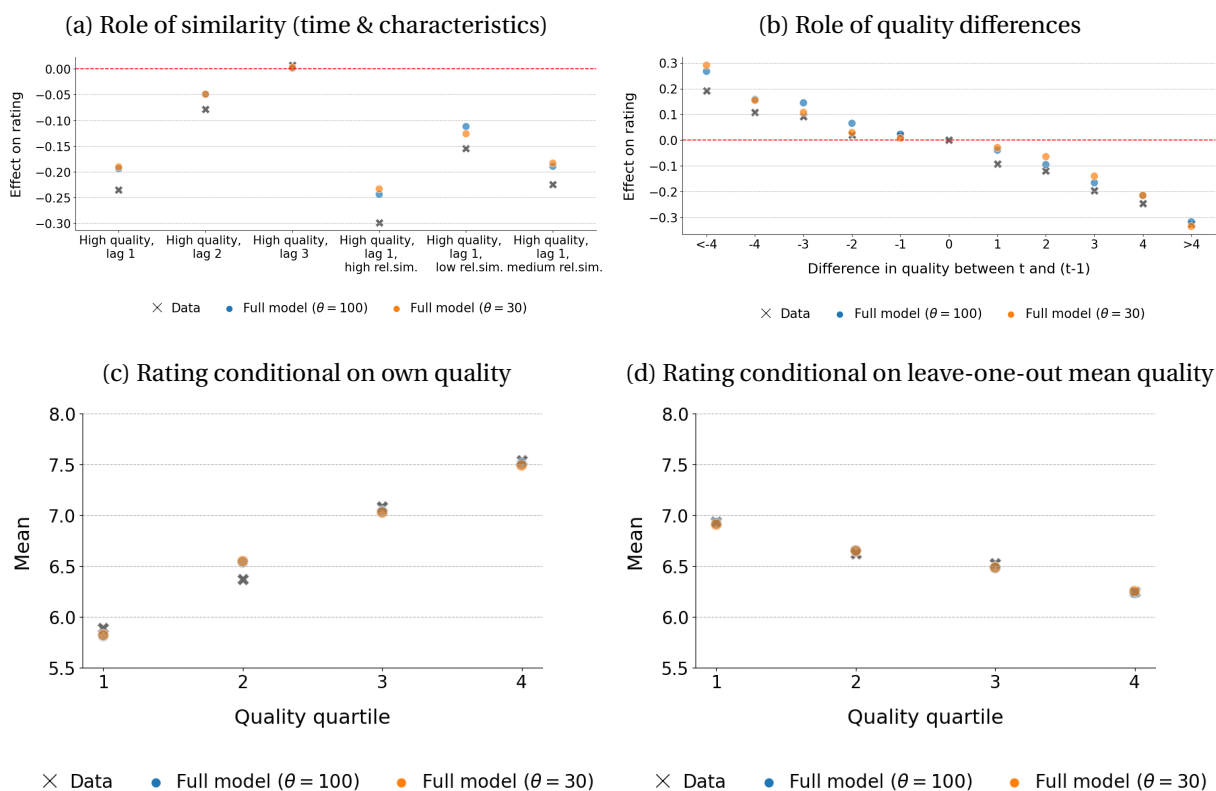 (a) Role of similarity (time & characteristics)
0.00
−0.05
−0.10
−0.15
−0.20
−0.25
−0.30
Effect on rating
High quality, lag 1
High quality, lag 2
High quality, lag 3
High quality, lag 1, high rel.sim.
High quality, lag 1, low rel.sim.
High quality, lag 1, medium rel.sim.
Data
Full model (θ = 100)
Full model (θ = 30)
(b) Role of quality differences
0.3
0.2
0.1
0.0
−0.1
−0.2
−0.3
Effect on rating
<-4 -4 -3 -2 -1 0 1 2 3 4 >4
Difference in quality between t and (t-1)
Data
Full model (θ = 100)
Full model (θ = 30)
(c) Rating conditional on own quality
8.0
7.5
7.0
6.5
6.0
5.5
Mean
1 2 3 4
Quality quartile
Data
Full model (θ = 100)
Full model (θ = 30)
(d) Rating conditional on leave-one-out mean quality
8.0
7.5
7.0
6.5
6.0
5.5
Mean
1 2 3 4
Quality quartile
Data
Full model (θ = 100)
Full model (θ = 30)